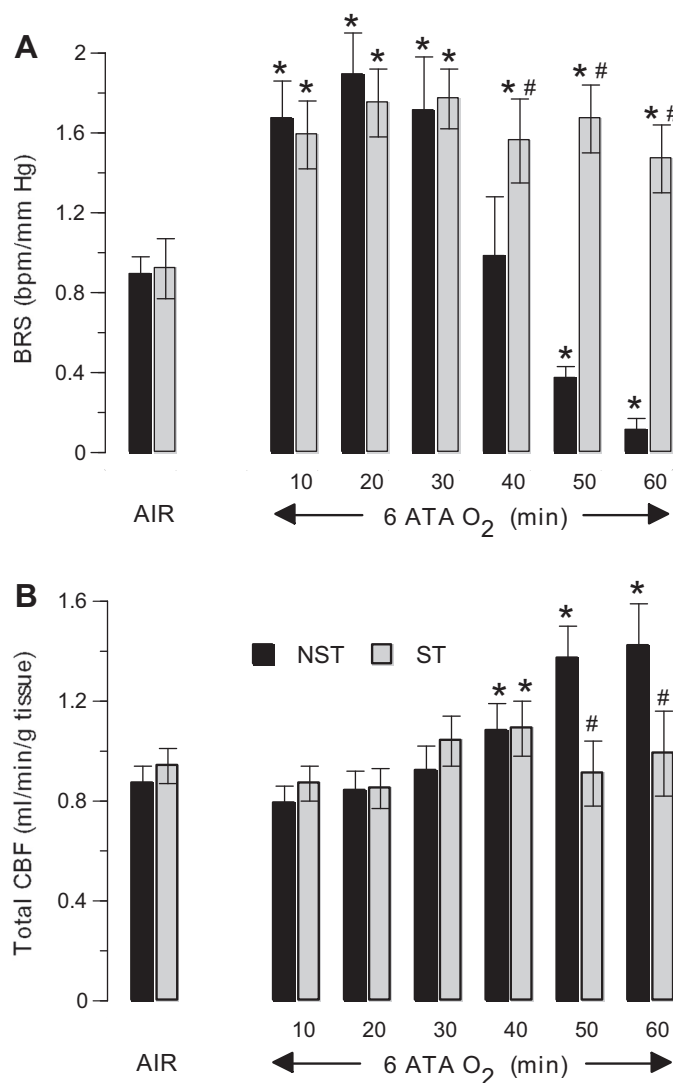 A
BRS (bpm/mm Hg)
2
1.6
1.2
0.8
0.4
0
* * * * * * * # * * # * * #
10 20 30 40 50 60
AIR
6 ATA O2 (min)
B
Total CBF (ml/min/g tissue)
1.6
1.2
0.8
0.4
0
NST ST
* * * # * #
10 20 30 40 50 60
AIR
6 ATA O2 (min)